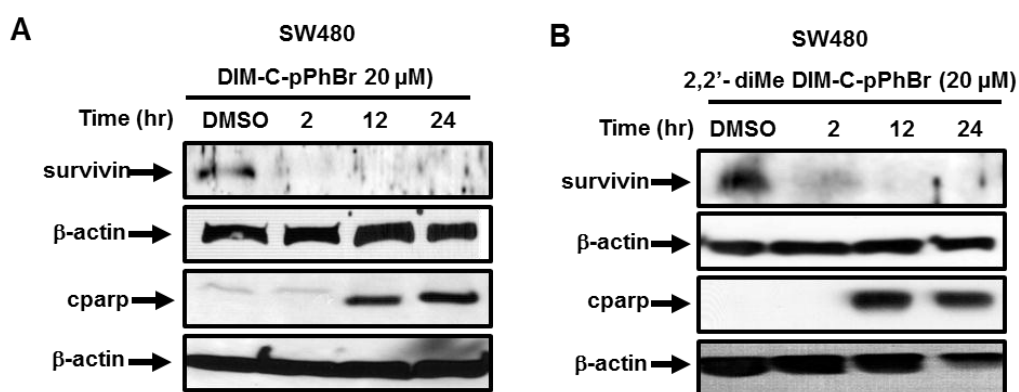 A
SW480
DIM-C-pPhBr 20 µM)
Time (hr) DMSO 2 12 24
survivin
β-actin
cparp
β-actin
B
SW480
2,2’- diMe DIM-C-pPhBr (20 µM)
Time (hr) DMSO 2 12 24
survivin
β-actin
cparp
β-actin